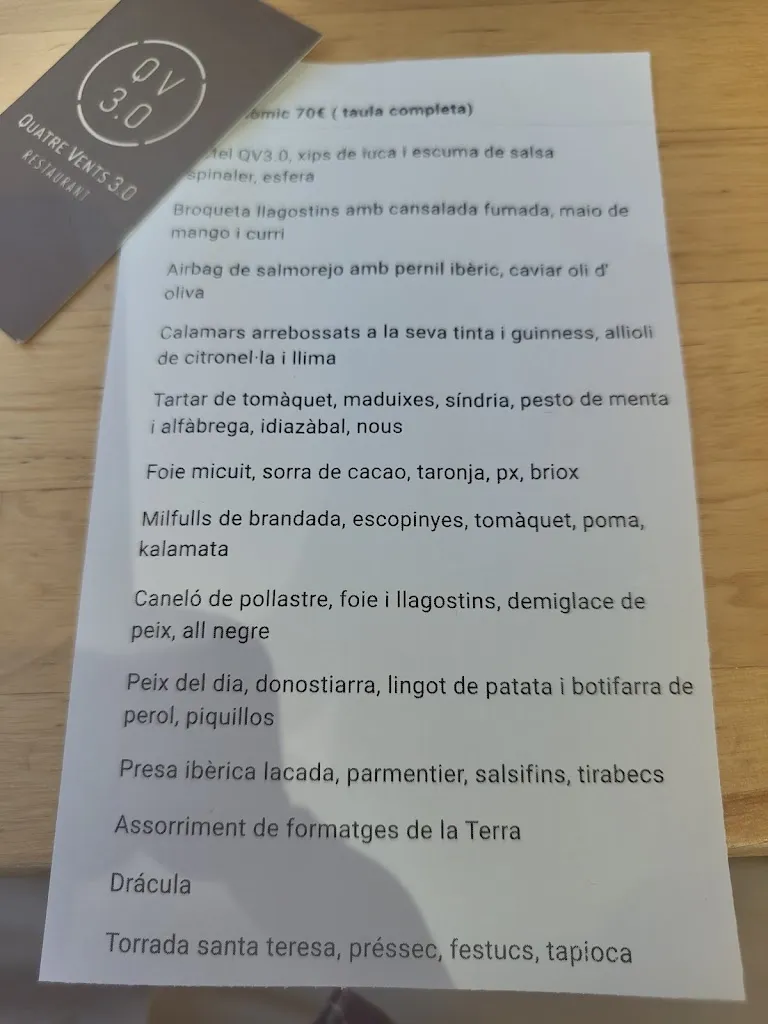 QV
3.0
QUATRE VENTS 3.0
RESTAURANT
70€ ( taula completa)
QV3.0, xips de iuca i escuma de salsa
espinaler, esfera
Broqueta llagostins amb cansalada fumada, maio de
mango i curri
Airbag de salmorejo amb pernil ibèric, caviar oli d'
oliva
Calamars arrebossats a la seva tinta i guinness, allioli
de citronel·la i llima
Tartar de tomàquet, maduixes, síndria, pesto de menta
i alfàbrega, idiazàbal, nous
Foie micuit, sorra de cacao, taronja, px, briox
Milfulls de brandada, escopinyes, tomàquet, poma,
kalamata
Caneló de pollastre, foie i llagostins, demiglace de
peix, all negre
Peix del dia, donostiarra, lingot de patata i botifarra de
perol, piquillos
Presa ibèrica lacada, parmentier, salsifins, tirabecs
Assorriment de formatges de la Terra
Drácula
Torrada santa teresa, préssec, festucs, tapioca